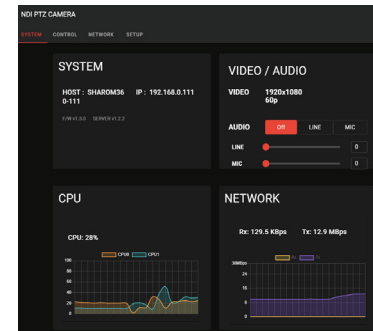 NDI PTZ CAMERA
SYSTEM CONTROL NETWORK SETUP
SYSTEM
HOST : SHAROM36 0-111
IP : 192.168.0.111
F/W v1.5.0 SERVER v1.2.2
VIDEO / AUDIO
VIDEO 1920x1080
60p
AUDIO Off LINE MIC
LINE 0
MIC 0
CPU
CPU: 28%
CPU0 CPU1
100
80
60
40
20
0
NETWORK
Rx: 129.5 KBps Tx: 12.9 MBps
Rx Tx
24
16
8
0